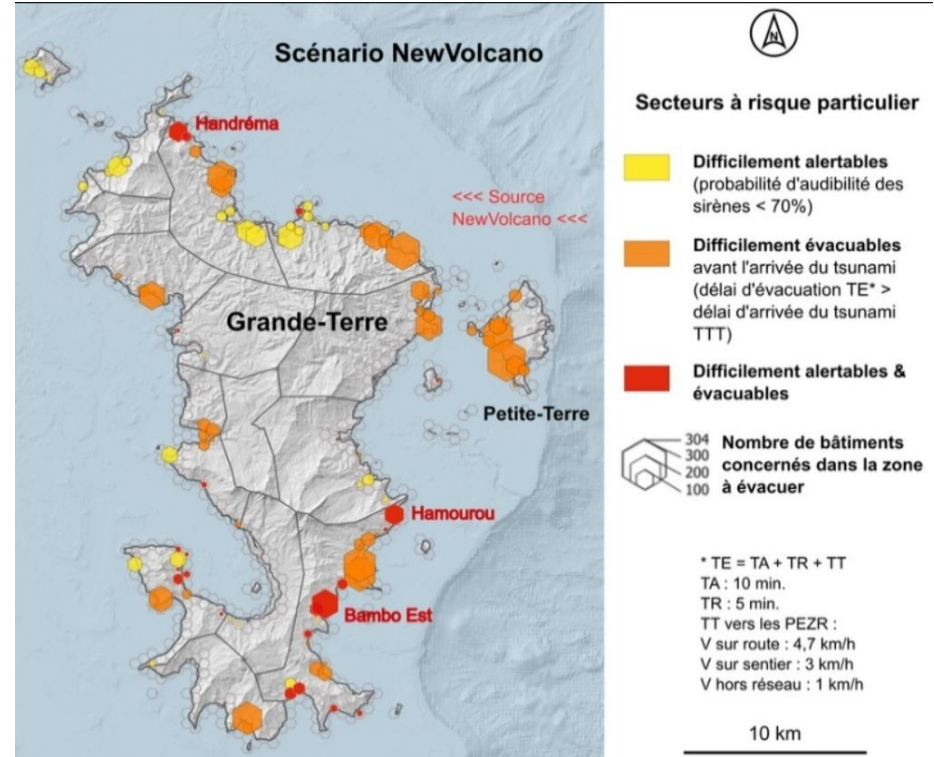 Scénario NewVolcano
Handréma
<<< Source
NewVolcano <<<
Grande-Terre
Petite-Terre
Hamourou
Bambo Est
N
Secteurs à risque particulier
Difficilement alertables
(probabilité d'audibilité des
sirènes < 70%)
Difficilement évacuables
avant l'arrivée du tsunami
(délai d'évacuation TE* >
délai d'arrivée du tsunami
TTT)
Difficilement alertables &
évacuables
304
300
200
100
Nombre de bâtiments
concernés dans la zone
à évacuer
* TE = TA + TR + TT
TA : 10 min.
TR : 5 min.
TT vers les PEZR :
V sur route : 4,7 km/h
V sur sentier : 3 km/h
V hors réseau : 1 km/h
10 km